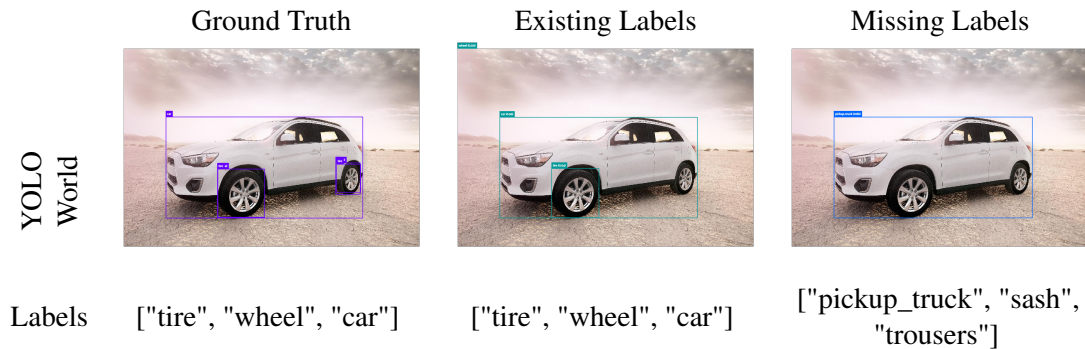 Ground Truth
Existing Labels
Missing Labels
YOLO
World
Labels
["tire", "wheel", "car"]
["tire", "wheel", "car"]
["pickup_truck", "sash",
"trousers"]